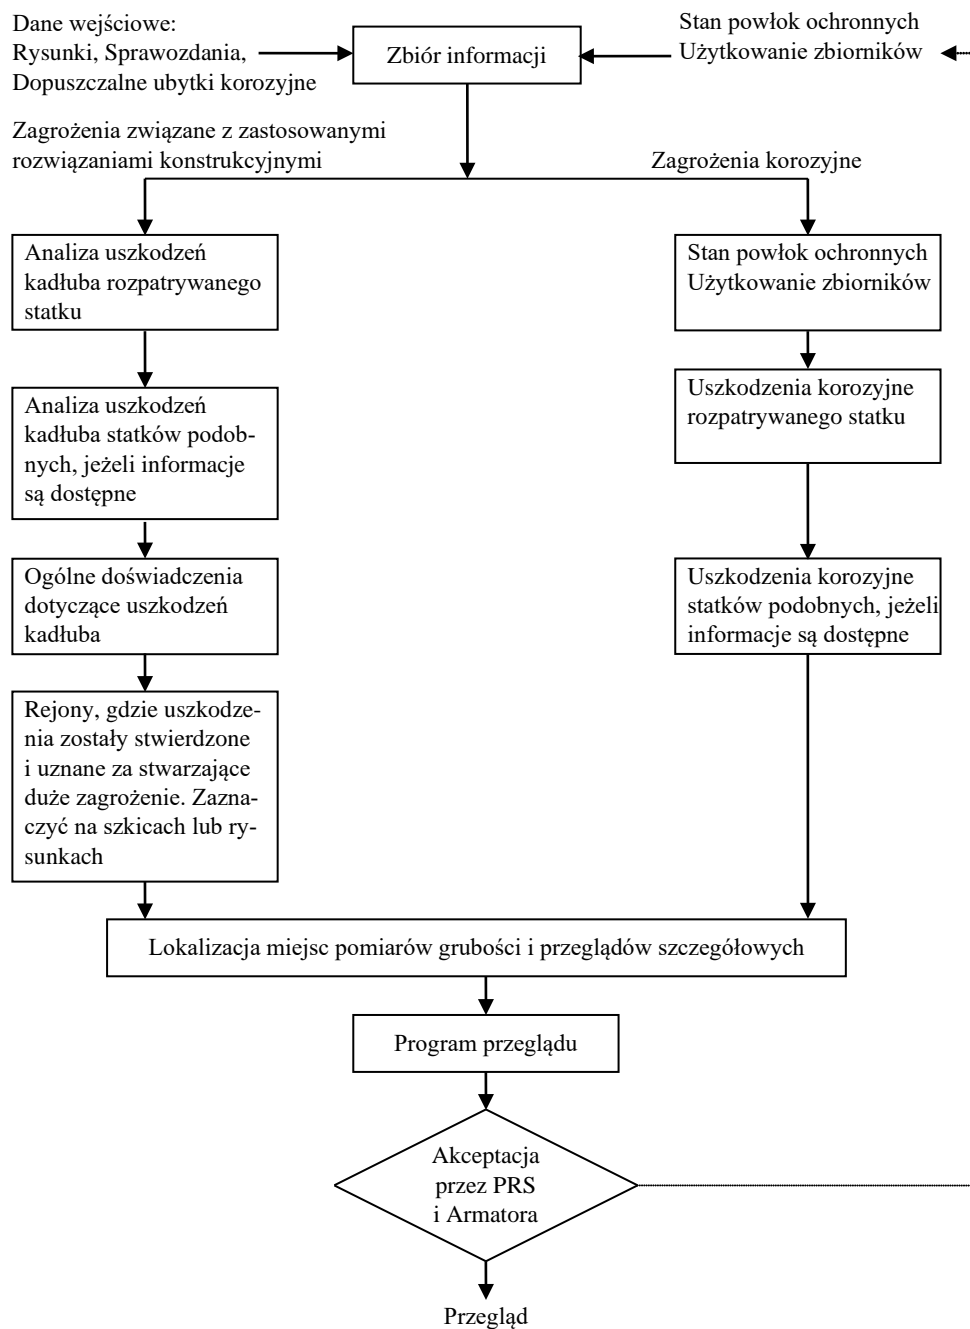 Dane wejściowe:
Rysunki, Sprawozdania,
Dopuszczalne ubytki korozyjne
Zbiór informacji
Stan powłok ochronnych
Użytkowanie zbiorników
Zagrożenia związane z zastosowanymi
rozwiązaniami konstrukcyjnymi
Zagrożenia korozyjne
Analiza uszkodzeń
kadłuba rozpatrywanego
statku
Analiza uszkodzeń
kadłuba statków podob-
nych, jeżeli informacje
są dostępne
Ogólne doświadczenia
dotyczące uszkodzeń
kadłuba
Rejony, gdzie uszkodze-
nia zostały stwierdzone
i uznane za stwarzające
duże zagrożenie. Zazna-
czyć na szkicach lub ry-
sunkach
Stan powłok ochronnych
Użytkowanie zbiorników
Uszkodzenia korozyjne
rozpatrywanego statku
Uszkodzenia korozyjne
statków podobnych, jeżeli
informacje są dostępne
Lokalizacja miejsc pomiarów grubości i przeglądów szczegółowych
Program przeglądu
Akceptacja
przez PRS
i Armatora
Przegląd